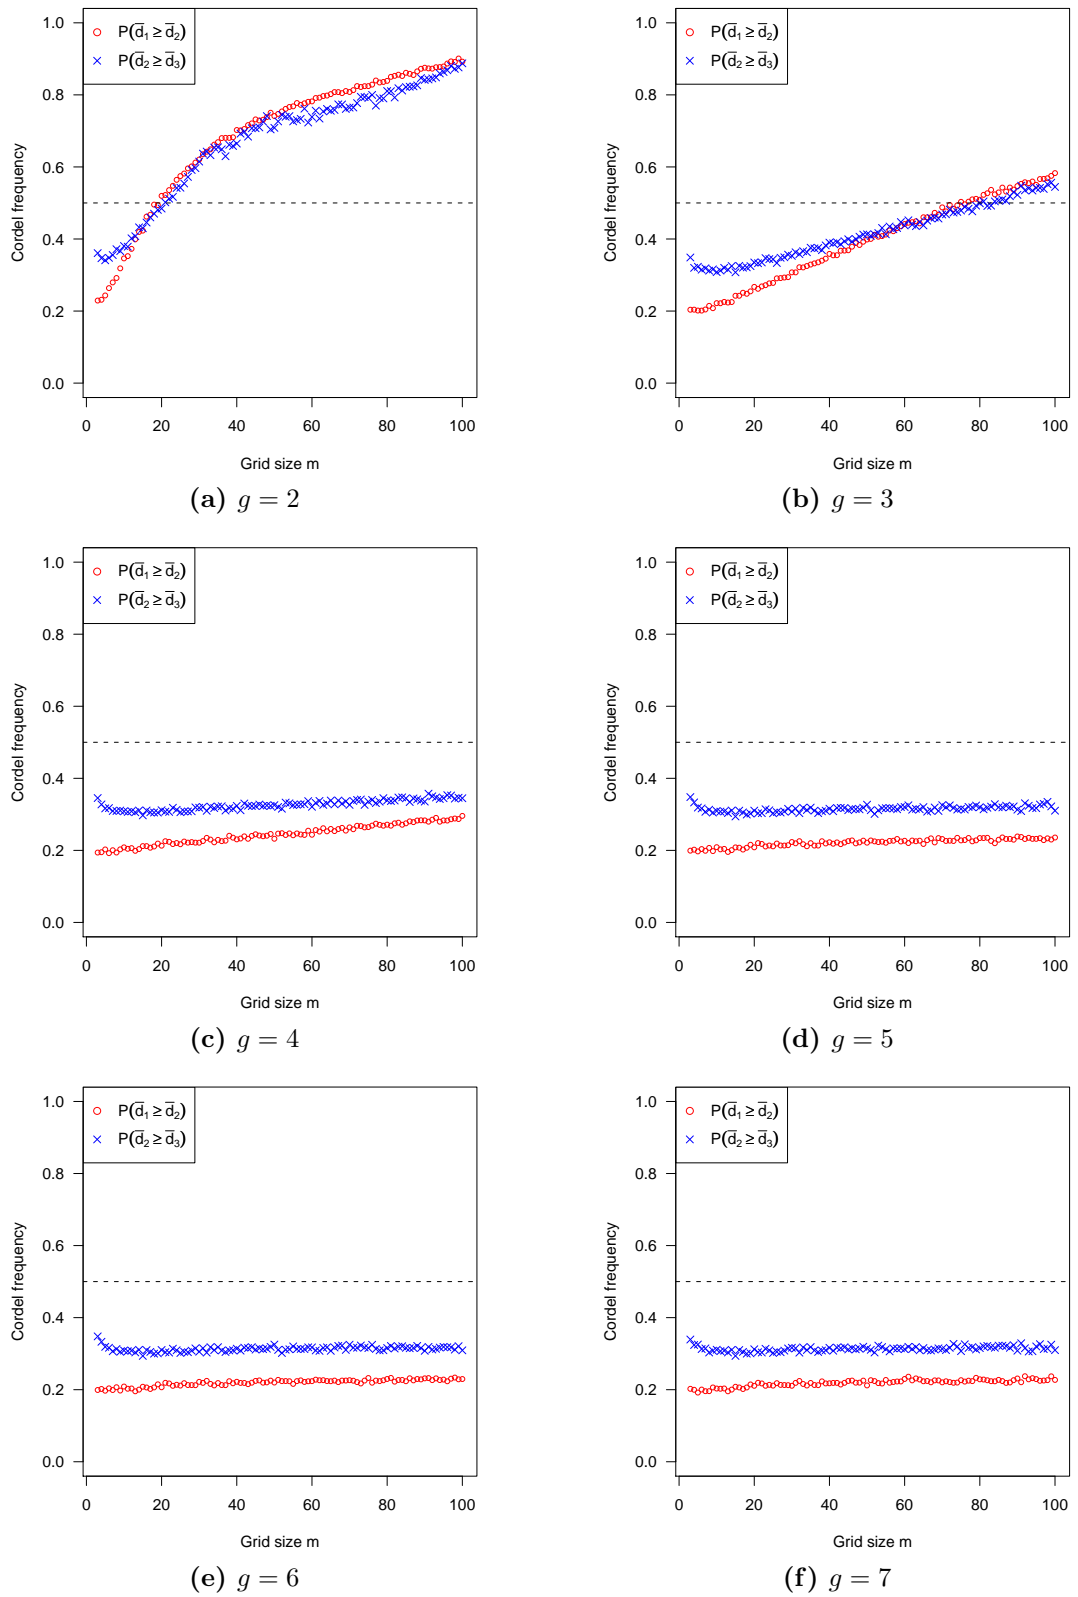 1.0
0.8
0.6
0.4
0.2
0.0
Cordel frequency
P(d̅₁ ≥ d̅₂)
P(d̅₂ ≥ d̅₃)
0 20 40 60 80 100
Grid size m
(a) g = 2
1.0
0.8
0.6
0.4
0.2
0.0
Cordel frequency
P(d̅₁ ≥ d̅₂)
P(d̅₂ ≥ d̅₃)
0 20 40 60 80 100
Grid size m
(b) g = 3
1.0
0.8
0.6
0.4
0.2
0.0
Cordel frequency
P(d̅₁ ≥ d̅₂)
P(d̅₂ ≥ d̅₃)
0 20 40 60 80 100
Grid size m
(c) g = 4
1.0
0.8
0.6
0.4
0.2
0.0
Cordel frequency
P(d̅₁ ≥ d̅₂)
P(d̅₂ ≥ d̅₃)
0 20 40 60 80 100
Grid size m
(d) g = 5
1.0
0.8
0.6
0.4
0.2
0.0
Cordel frequency
P(d̅₁ ≥ d̅₂)
P(d̅₂ ≥ d̅₃)
0 20 40 60 80 100
Grid size m
(e) g = 6
1.0
0.8
0.6
0.4
0.2
0.0
Cordel frequency
P(d̅₁ ≥ d̅₂)
P(d̅₂ ≥ d̅₃)
0 20 40 60 80 100
Grid size m
(f) g = 7